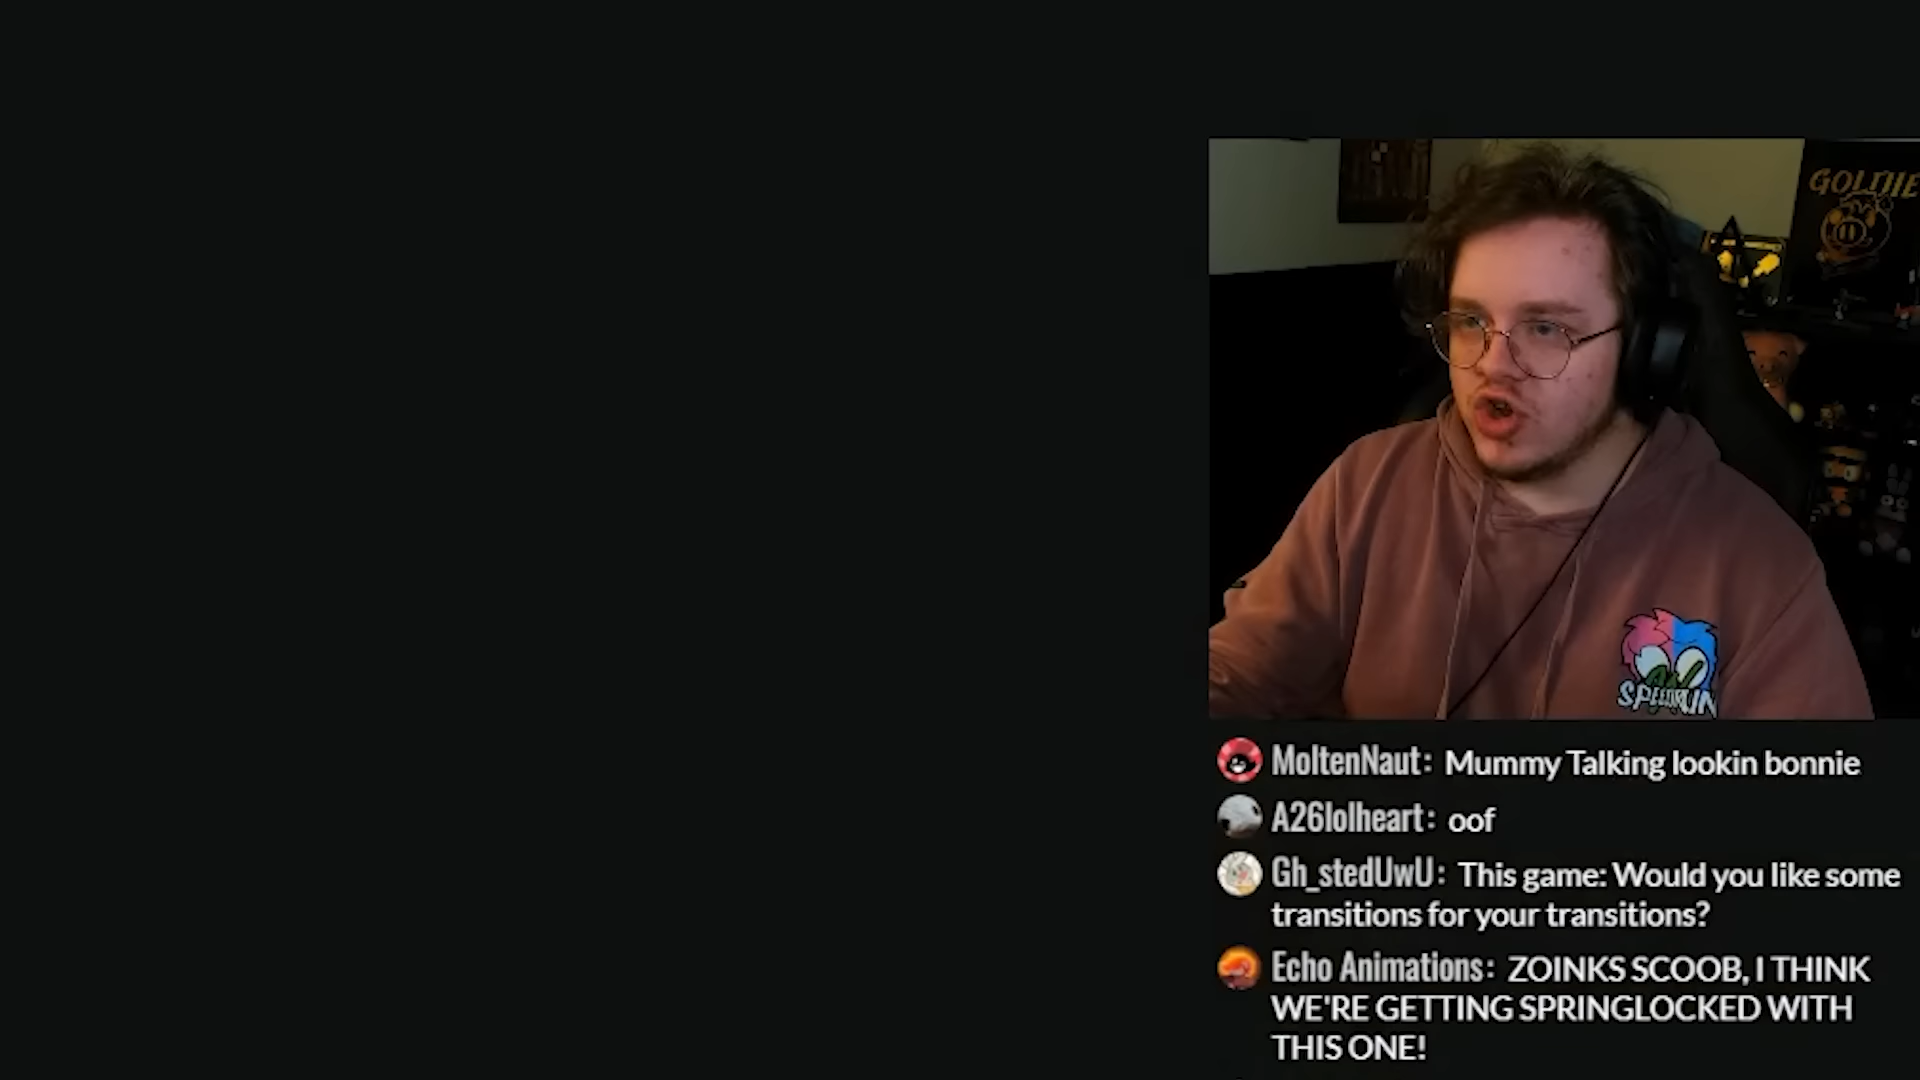 GOLDIE
SPEEDRUN
MoltenNaut: Mummy Talking lookin bonnie
A26lolheart: oof
Gh_stedUwU: This game: Would you like some
transitions for your transitions?
Echo Animations: ZOINKS SCOOB, I THINK
WE'RE GETTING SPRINGLOCKED WITH
THIS ONE!